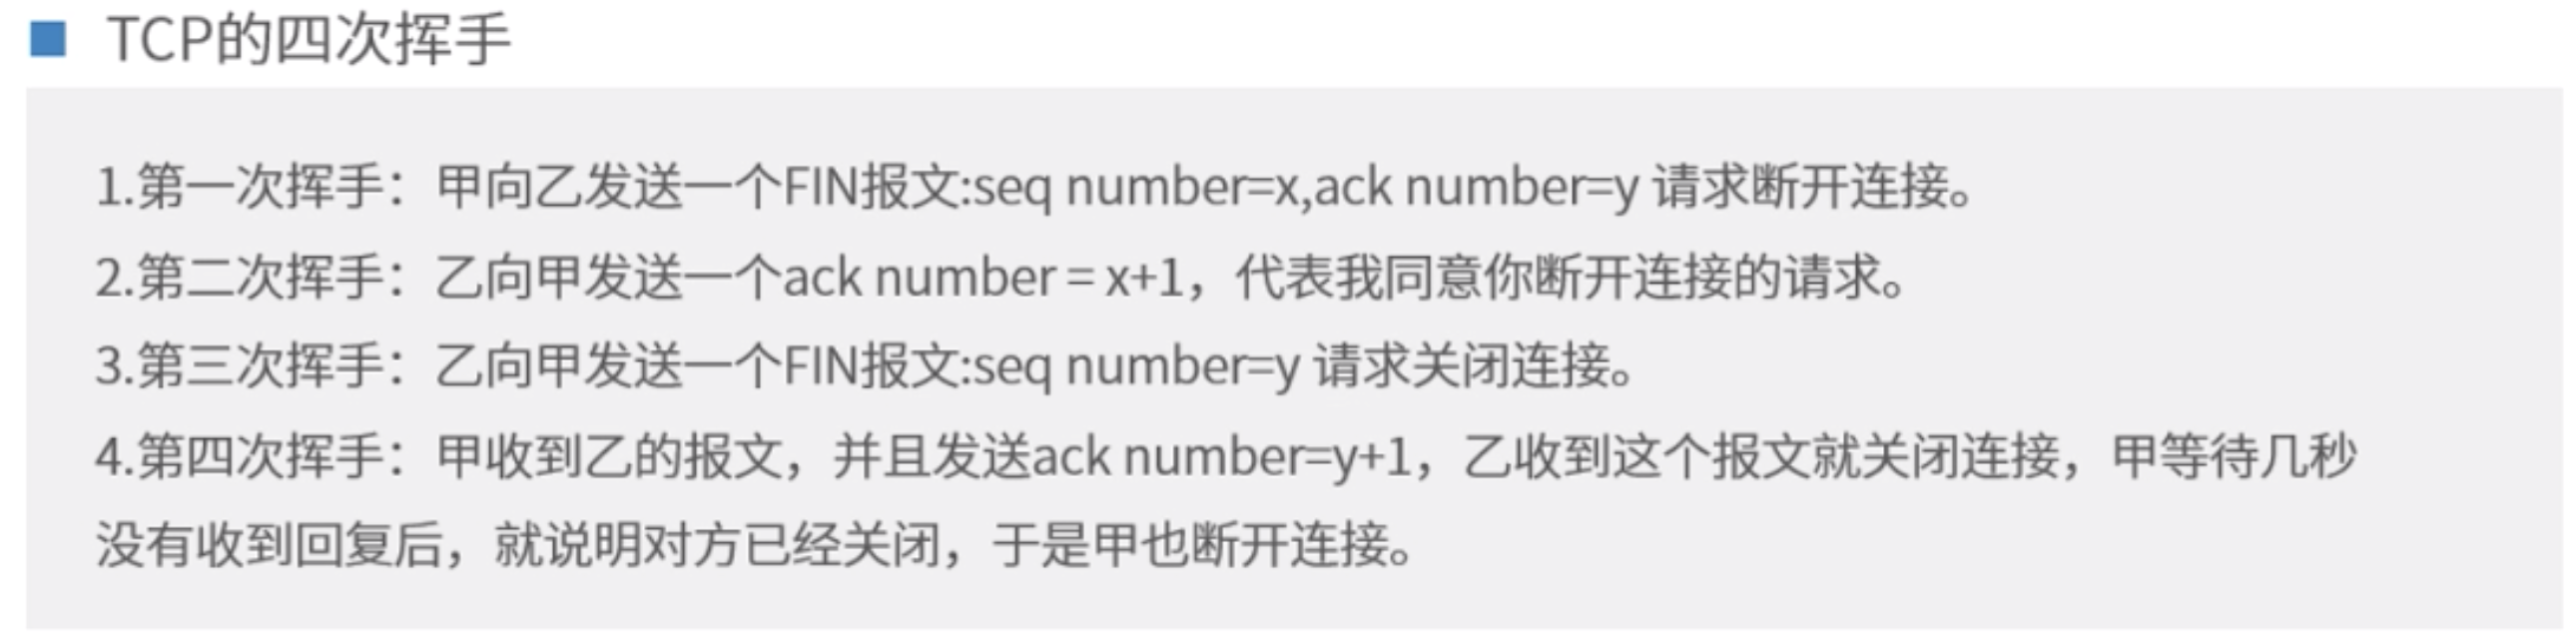 TCP的四次挥手
1.第一次挥手：甲向乙发送一个FIN报文:seq number=x,ack number=y 请求断开连接。
2.第二次挥手：乙向甲发送一个ack number = x+1，代表我同意你断开连接的请求。
3.第三次挥手：乙向甲发送一个FIN报文:seq number=y 请求关闭连接。
4.第四次挥手：甲收到乙的报文，并且发送ack number=y+1，乙收到这个报文就关闭连接，甲等待几秒
没有收到回复后，就说明对方已经关闭，于是甲也断开连接。